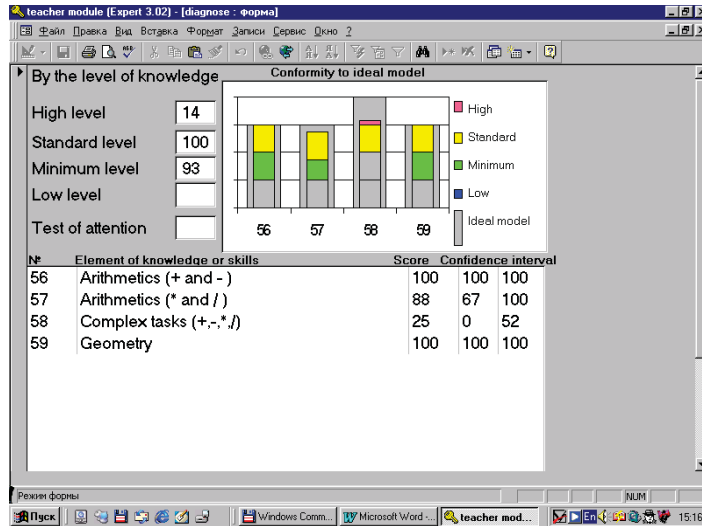 teacher module (Expert 3.02) - [diagnose : форма]
Файл Правка Вид Вставка Формат Записи Сервис Окно ?
By the level of knowledge
High level 14
Standard level 100
Minimum level 93
Low level
Test of attention
Conformity to ideal model
High
Standard
Minimum
Low
Ideal model
56 57 58 59
№ Element of knowledge or skills Score Confidence interval
56 Arithmetics (+ and - ) 100 100 100
57 Arithmetics (* and / ) 88 67 100
58 Complex tasks (+,-,*,/) 25 0 52
59 Geometry 100 100 100
Режим формы NUM
Пуск Windows Comm... Microsoft Word -... teacher mod... En 15:16